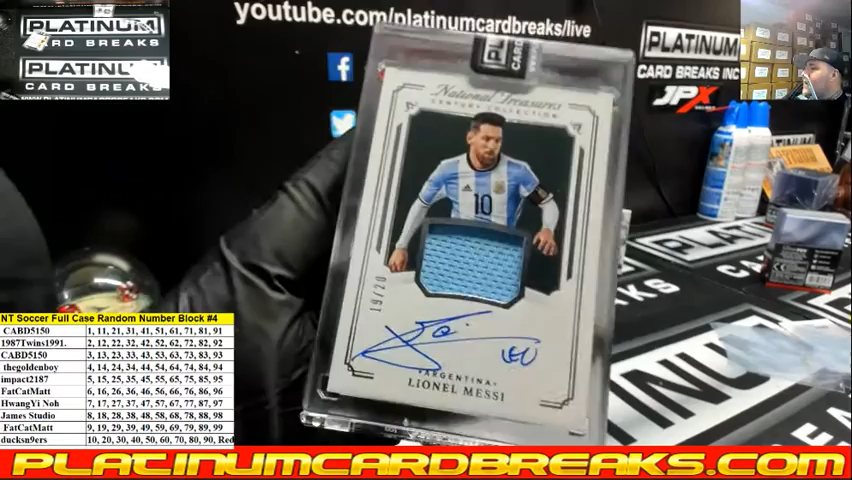 youtube.com/platinumcardbreaks/live
PLATINUM
CARD BREAKS
PLATINUM
CARD BREAKS
PLATINUM
CARD BREAKS INC
JPX
National Treasures
CENTURY COLLECTION
10
19/20
ARGENTINA
LIONEL MESSI
NT Soccer Full Case Random Number Block #4
CABD5150 1, 11, 21, 31, 41, 51, 61, 71, 81, 91
1987Twins1991. 2, 12, 22, 32, 42, 52, 62, 72, 82, 92
CABD5150 3, 13, 23, 33, 43, 53, 63, 73, 83, 93
thegoldenboy 4, 14, 24, 34, 44, 54, 64, 74, 84, 94
impact2187 5, 15, 25, 35, 45, 55, 65, 75, 85, 95
FatCatMatt 6, 16, 26, 36, 46, 56, 66, 76, 86, 96
HwangYi Noh 7, 17, 27, 37, 47, 57, 67, 77, 87, 97
James Studio 8, 18, 28, 38, 48, 58, 68, 78, 88, 98
FatCatMatt 9, 19, 29, 39, 49, 59, 69, 79, 89, 99
ducksn9ers 10, 20, 30, 40, 50, 60, 70, 80, 90, Red
PLATINUMCARDBREAKS.COM